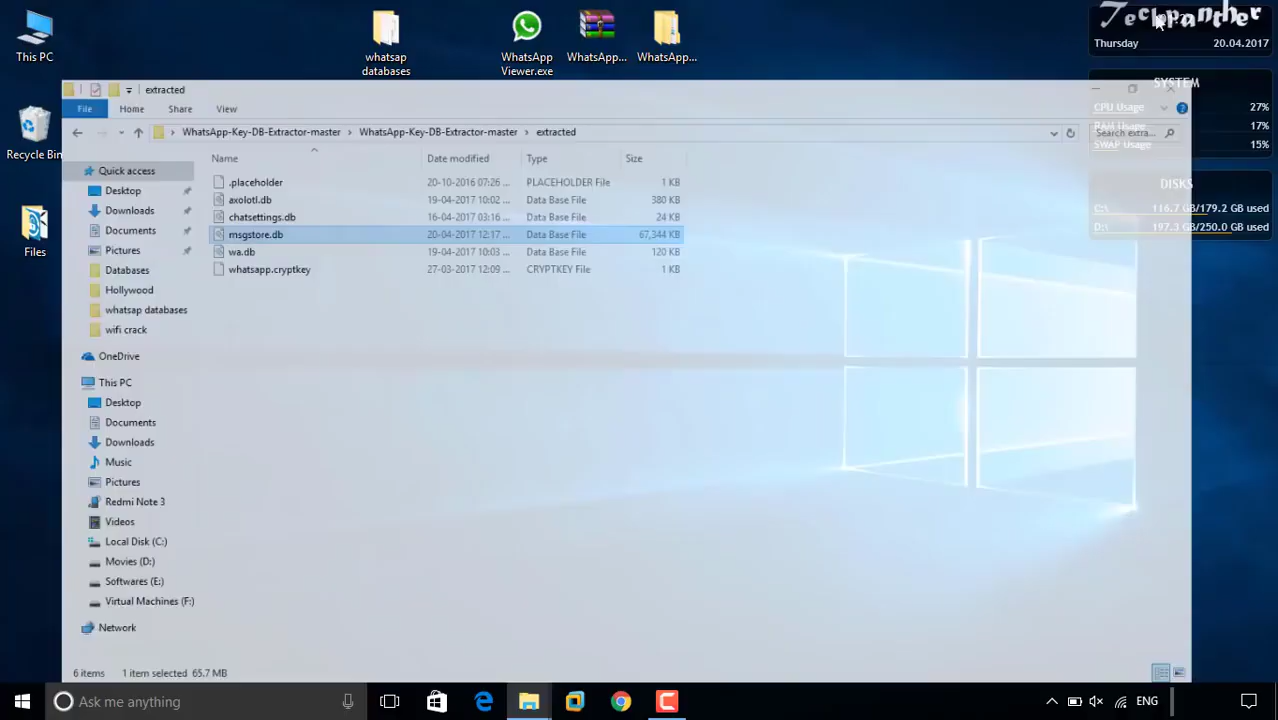 This PC
whatsap databases
WhatsApp Viewer.exe
WhatsApp...
WhatsApp...
Techpanther
Thursday 20.04.2017
Recycle Bin
Files
SYSTEM
CPU Usage 27%
RAM Usage 17%
SWAP Usage 15%
DISKS
C:\ 116.7 GB/179.2 GB used
D:\ 197.3 GB/250.0 GB used
extracted
File Home Share View
WhatsApp-Key-DB-Extractor-master > WhatsApp-Key-DB-Extractor-master > extracted
Search extra...
Name Date modified Type Size
.placeholder 20-10-2016 07:26 ... PLACEHOLDER File 1 KB
axolotl.db 19-04-2017 10:02 ... Data Base File 380 KB
chatsettings.db 16-04-2017 03:16 ... Data Base File 24 KB
msgstore.db 20-04-2017 12:17 ... Data Base File 67,344 KB
wa.db 19-04-2017 10:03 ... Data Base File 120 KB
whatsapp.cryptkey 27-03-2017 12:09 ... CRYPTKEY File 1 KB
Quick access
Desktop
Downloads
Documents
Pictures
Databases
Hollywood
whatsap databases
wifi crack
OneDrive
This PC
Desktop
Documents
Downloads
Music
Pictures
Redmi Note 3
Videos
Local Disk (C:)
Movies (D:)
Softwares (E:)
Virtual Machines (F:)
Network
6 items 1 item selected 65.7 MB
Ask me anything
ENG